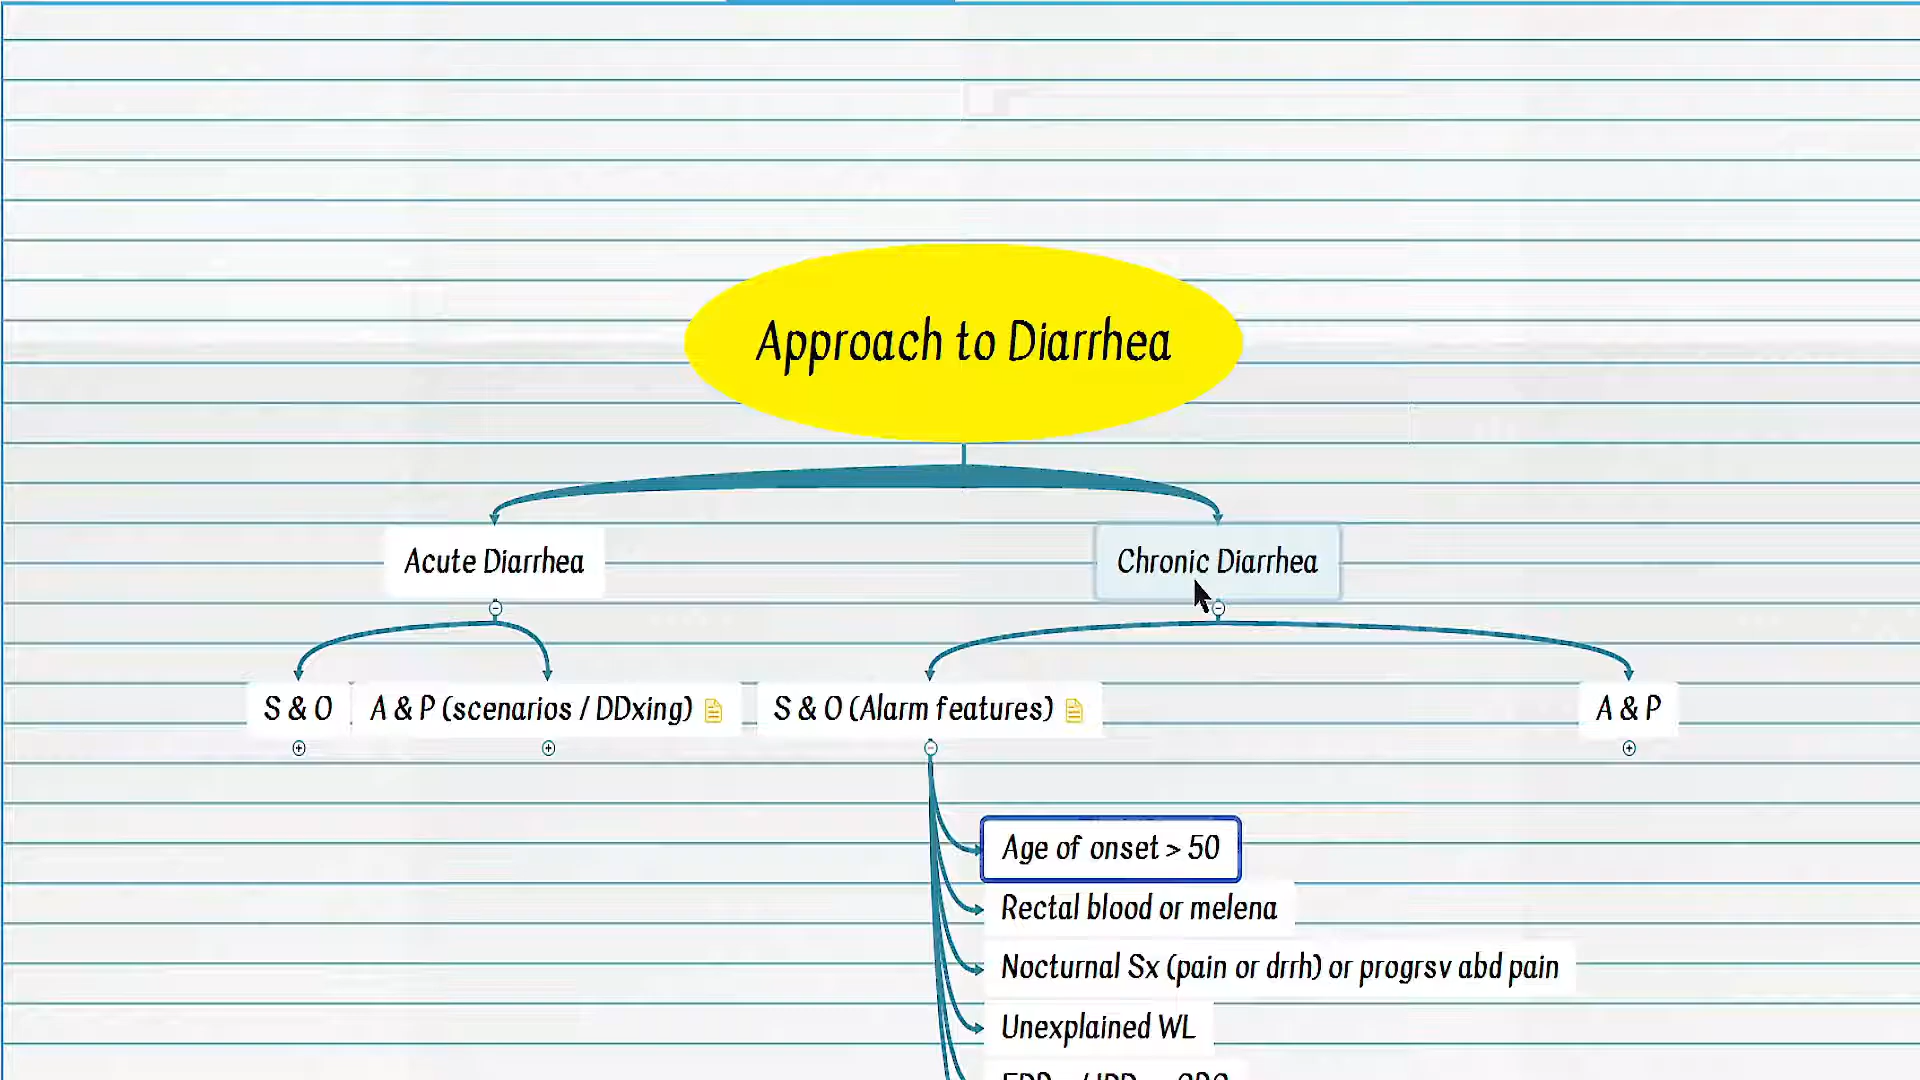 Approach to Diarrhea
Acute Diarrhea
Chronic Diarrhea
S & O
A & P (scenarios / DDxing)
S & O (Alarm features)
A & P
Age of onset > 50
Rectal blood or melena
Nocturnal Sx (pain or drrh) or progrsv abd pain
Unexplained WL